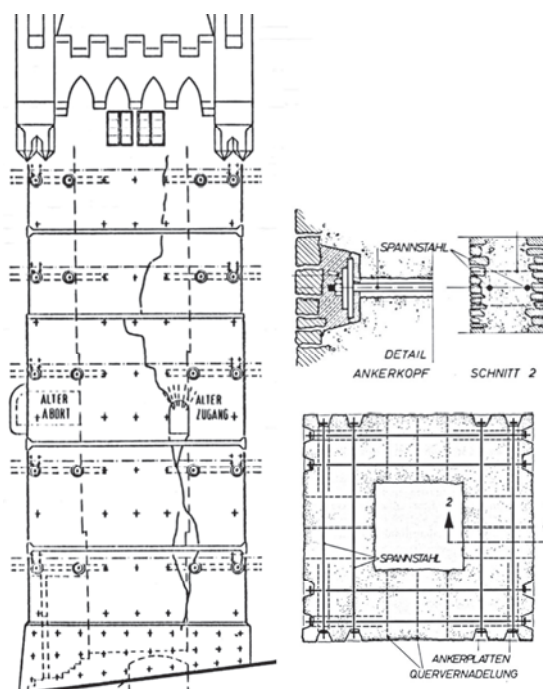 ALTER
ABORT
ALTER
ZUGANG
SPANNSTAHL
DETAIL
ANKERKOPF
SCHNITT 2
2
SPANNSTAHL
ANKERPLATTEN
QUERVERNADELUNG